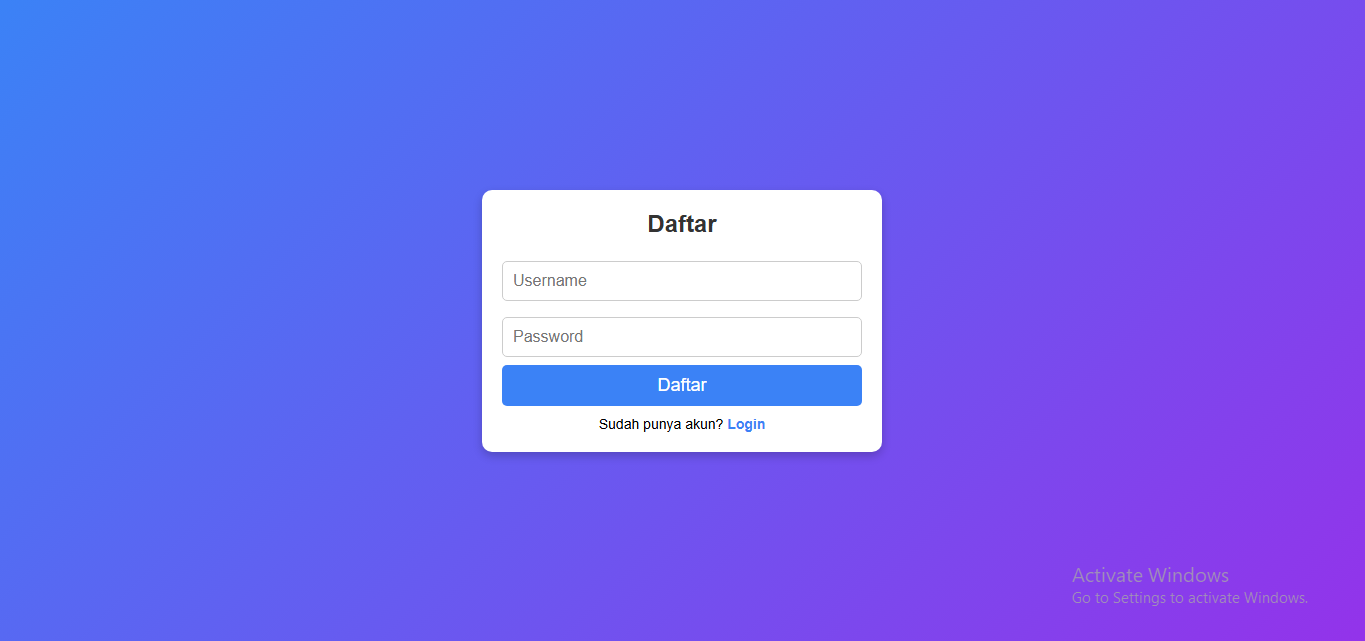 Daftar
Username
Password
Daftar
Sudah punya akun? Login
Activate Windows
Go to Settings to activate Windows.